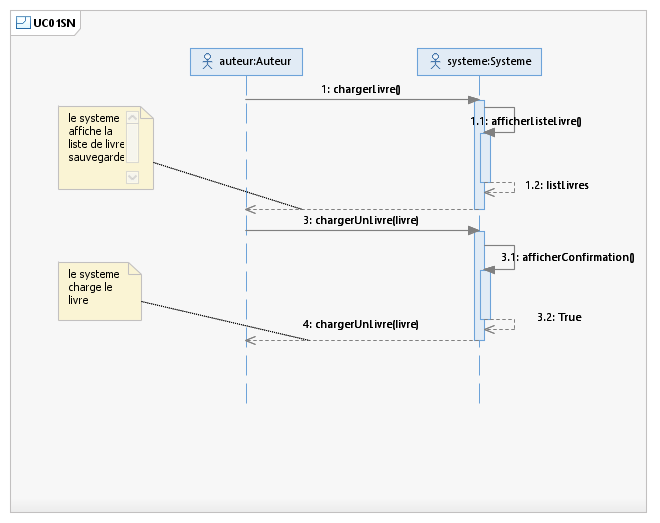 UC01SN
auteur:Auteur
systeme:Systeme
1: chargerlivre()
le systeme
affiche la
liste de livre
sauvegarde
1.1: afficherListeLivre()
1.2: listLivres
3: chargerUnLivre(livre)
3.1: afficherConfirmation()
le systeme
charge le
livre
3.2: True
4: chargerUnLivre(livre)